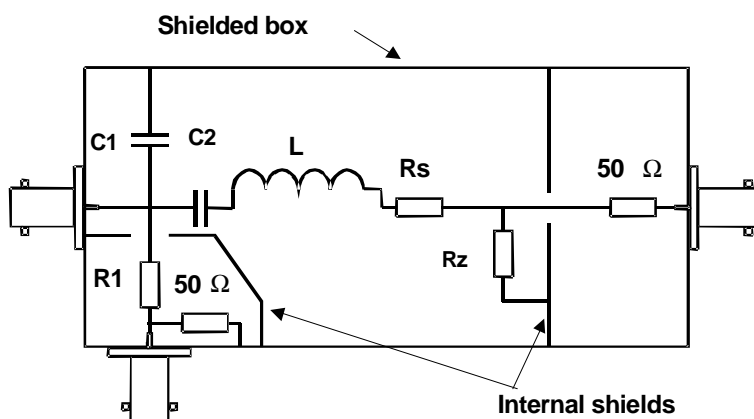 Shielded box
C1
C2
L
Rs
50 Ω
Rz
R1
50 Ω
Internal shields